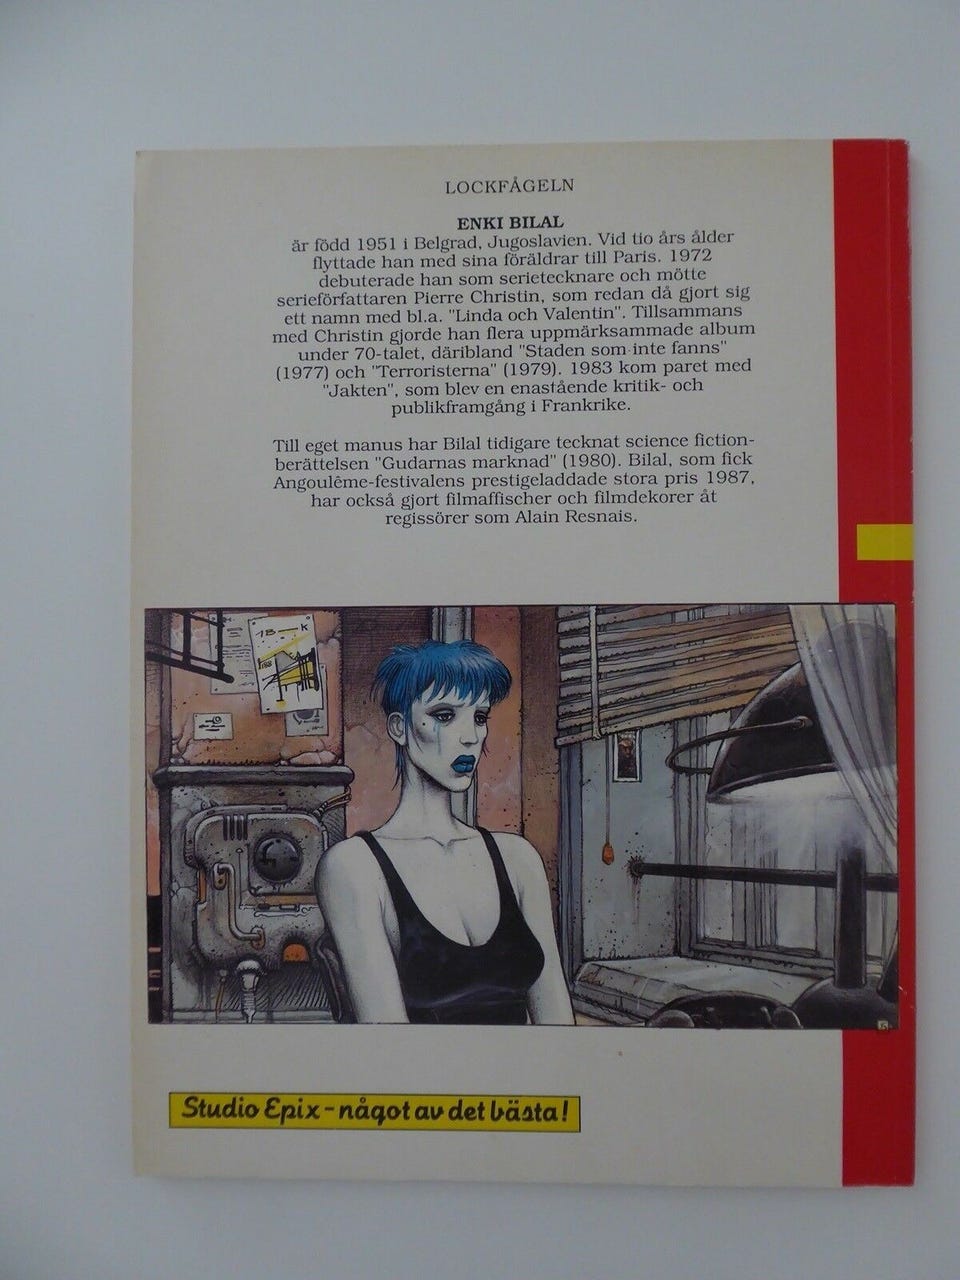 LOCKFÅGELN
ENKI BILAL
är född 1951 i Belgrad, Jugoslavien. Vid tio års ålder
flyttade han med sina föräldrar till Paris. 1972
debuterade han som serietecknare och mötte
serieförfattaren Pierre Christin, som redan då gjort sig
ett namn med bl.a. "Linda och Valentin". Tillsammans
med Christin gjorde han flera uppmärksammade album
under 70-talet, däribland "Staden som inte fanns"
(1977) och "Terroristerna" (1979). 1983 kom paret med
"Jakten", som blev en enastående kritik- och
publikframgång i Frankrike.
Till eget manus har Bilal tidigare tecknat science fiction-
berättelsen "Gudarnas marknad" (1980). Bilal, som fick
Angoulême-festivalens prestigeladdade stora pris 1987,
har också gjort filmaffischer och filmdekorer åt
regissörer som Alain Resnais.
Studio Epix - något av det bästa!